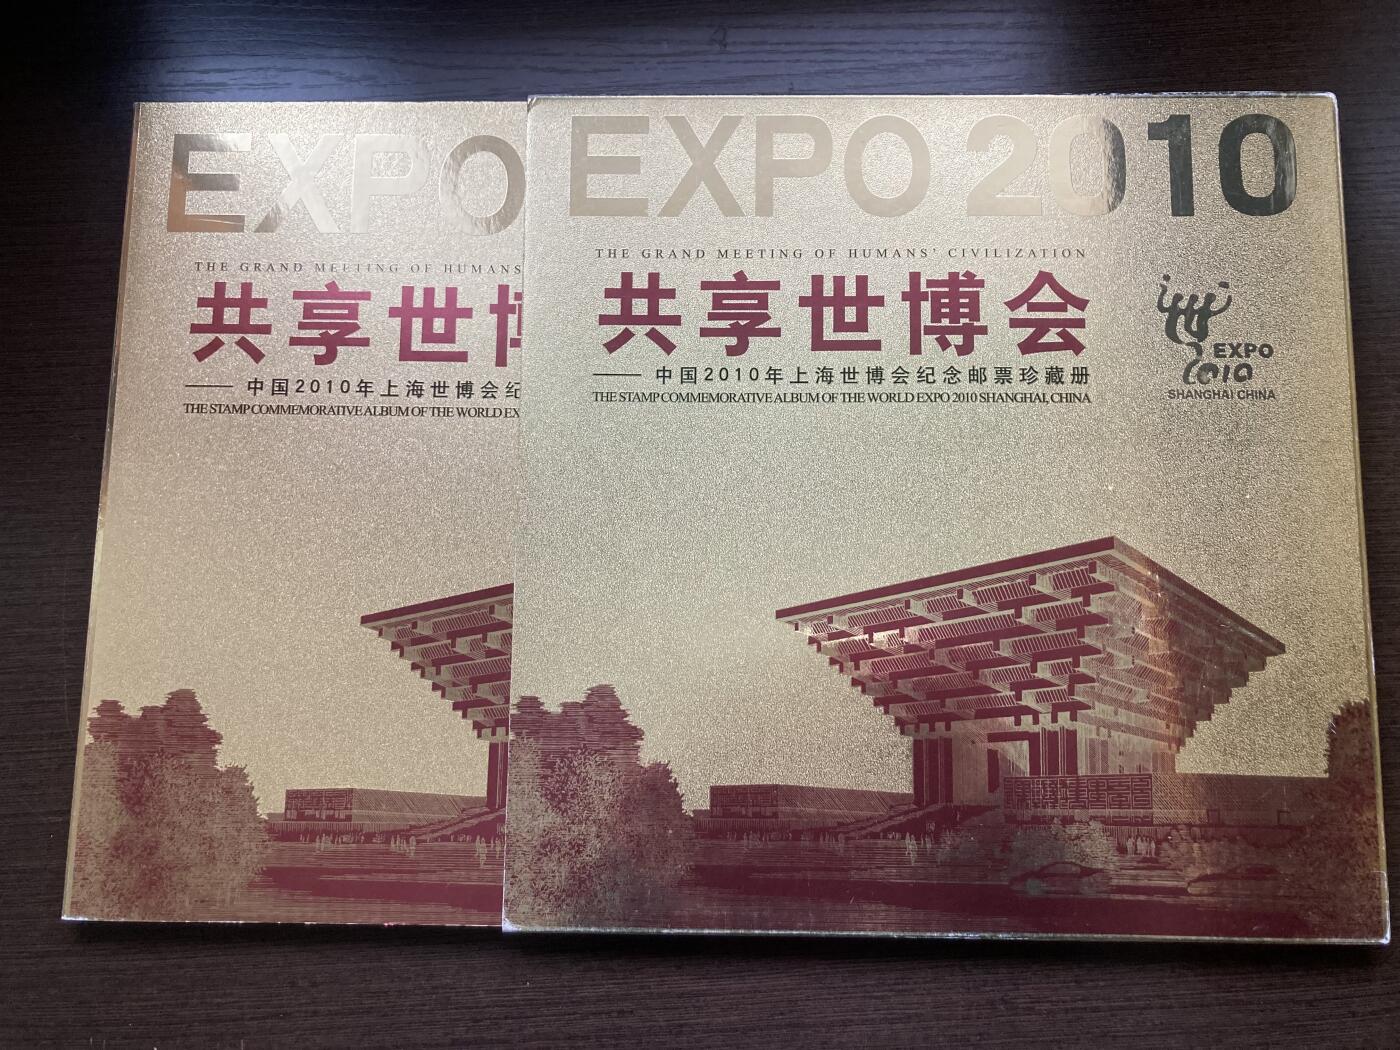 EXPO
THE GRAND MEETING OF HUMANS
共享世博
中国2010年上海世博会纪
THE STAMP COMMEMORATIVE ALBUM OF THE WORLD EX
EXPO 2010
THE GRAND MEETING OF HUMANS' CIVILIZATION
共享世博会
中国2010年上海世博会纪念邮票珍藏册
THE STAMP COMMEMORATIVE ALBUM OF THE WORLD EXPO 2010 SHANGHAI, CHINA
EXPO
2010
SHANGHAI CHINA